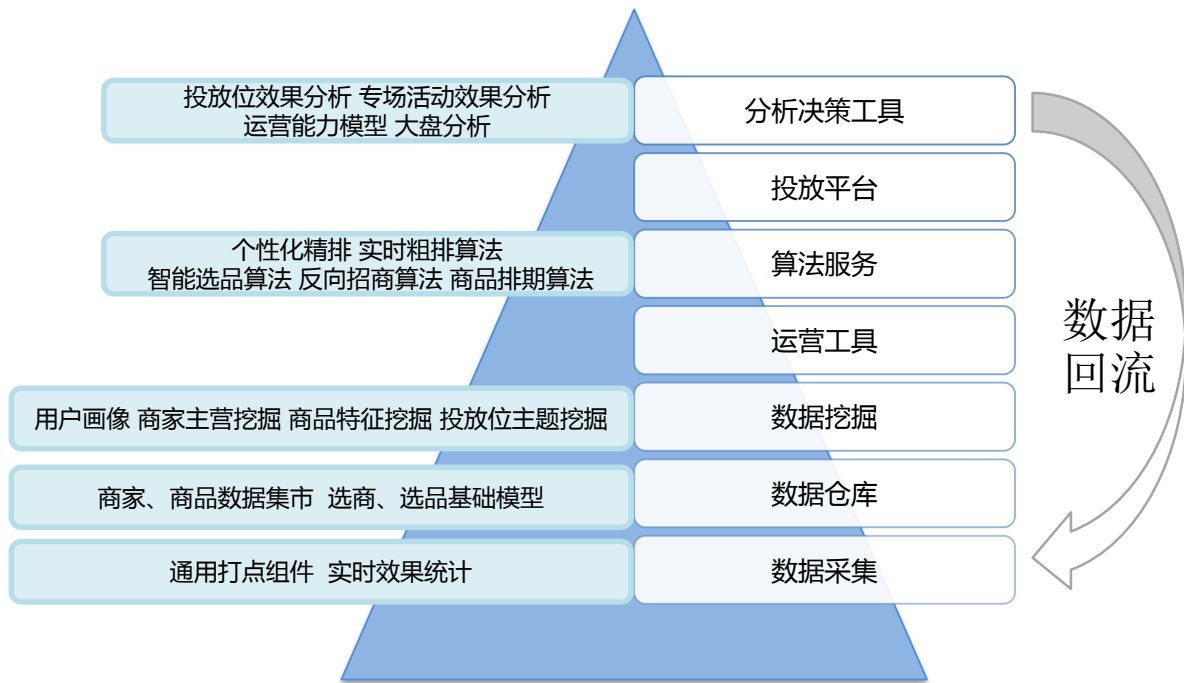 投放位效果分析 专场活动效果分析
运营能力模型 大盘分析
分析决策工具
投放平台
个性化精排 实时粗排算法
智能选品算法 反向招商算法 商品排期算法
算法服务
运营工具
用户画像 商家主营挖掘 商品特征挖掘 投放位主题挖掘
数据挖掘
商家、商品数据集市 选商、选品基础模型
数据仓库
通用打点组件 实时效果统计
数据采集
数据
回流